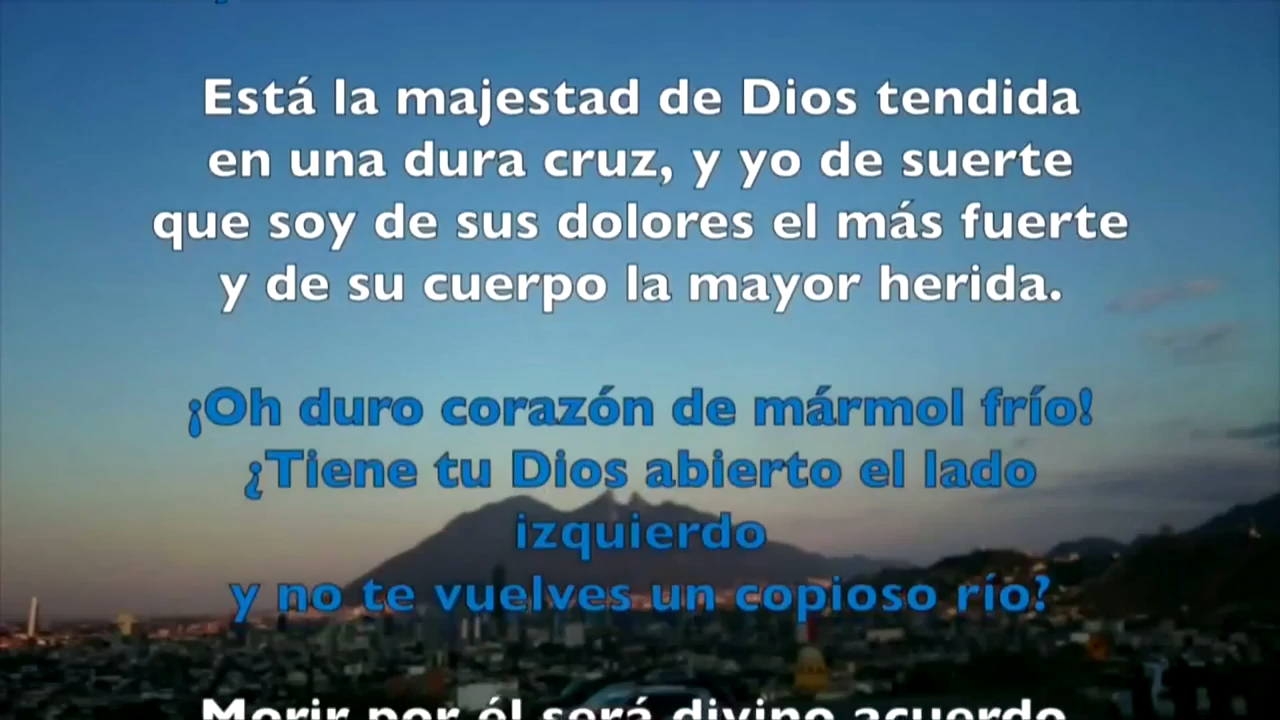 Está la majestad de Dios tendida
en una dura cruz, y yo de suerte
que soy de sus dolores el más fuerte
y de su cuerpo la mayor herida.
¡Oh duro corazón de mármol frío!
¿Tiene tu Dios abierto el lado
izquierdo
y no te vuelves un copioso río?
Morir por él será divino acuerdo